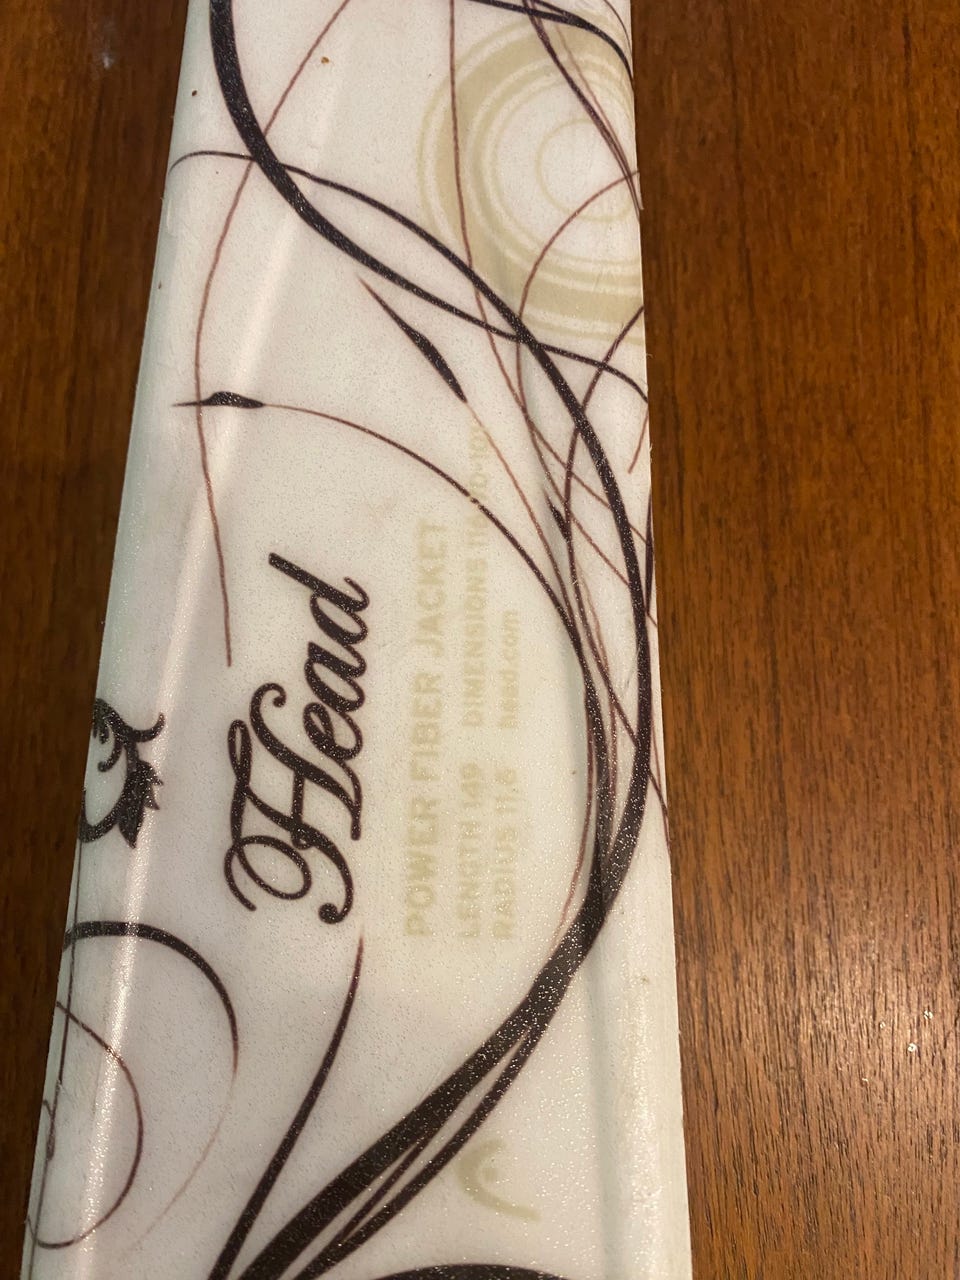 Head
POWER FIBER JACKET
LENGTH 149 DIMENSIONS
RADIUS 11.6 head.com